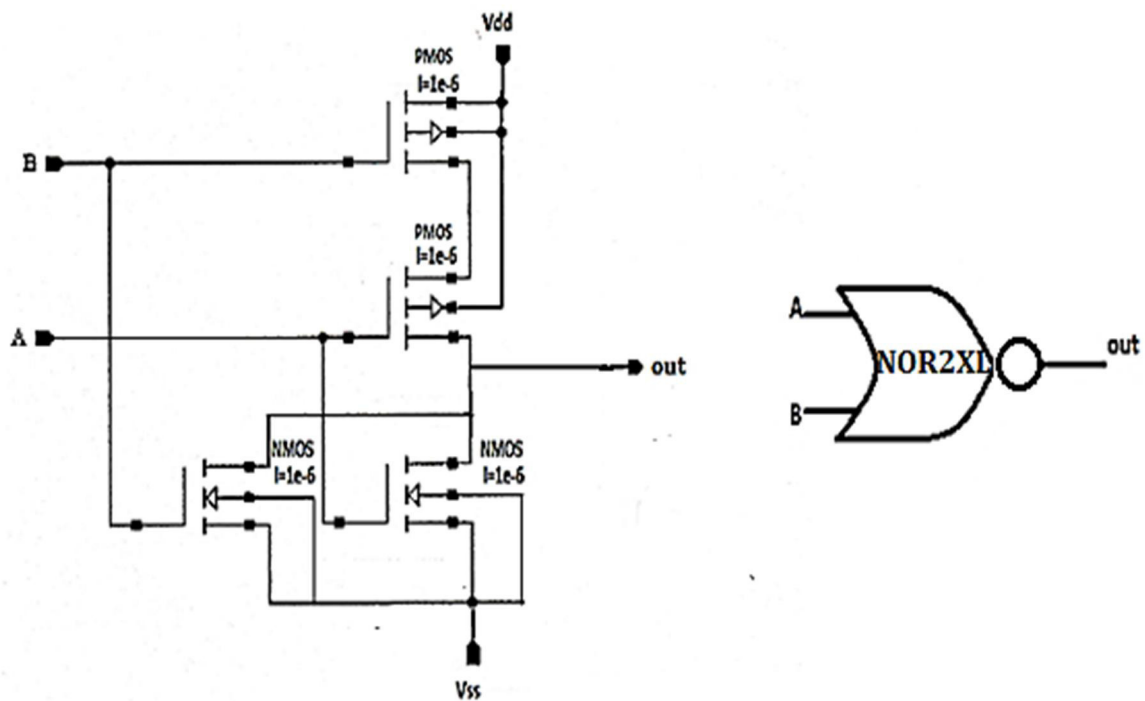 Vdd
PMOS
l=1e-6
B
PMOS
l=1e-6
A
out
NMOS
l=1e-6
NMOS
l=1e-6
Vss
A
B
NOR2XL
out